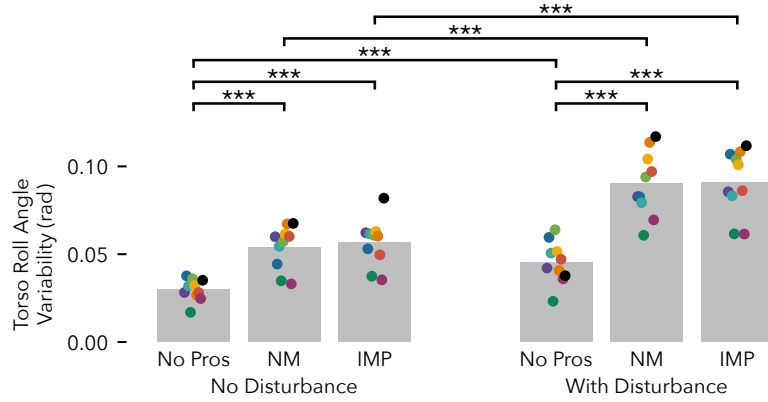 ***
***
***
***
***
***
***
Torso Roll Angle
Variability (rad)
0.10
0.05
0.00
No Pros NM IMP No Pros NM IMP
No Disturbance With Disturbance